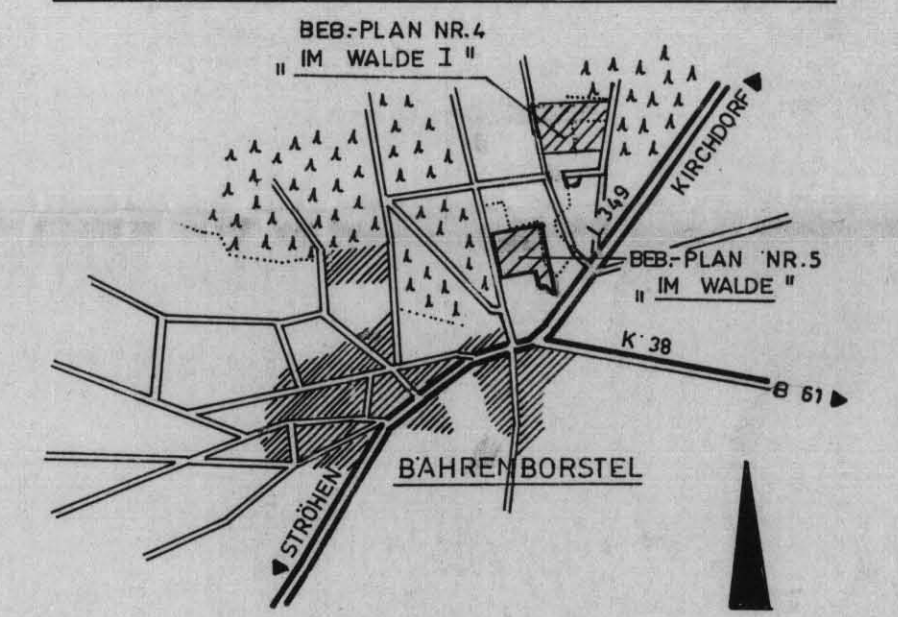 BEB.-PLAN NR.4
" IM WALDE I "
KIRCHDORF
L 349
BEB.-PLAN NR.5
" IM WALDE "
K 38
B 61
BÄHRENBORSTEL
STRÖHEN